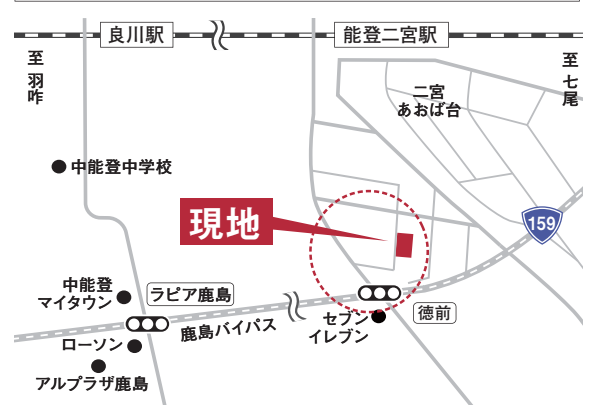 良川駅
能登二宮駅
至
羽咋
至
七尾
二宮
あおば台
中能登中学校
現地
159
中能登
マイタウン
ラピア鹿島
鹿島バイパス
セブン
イレブン
徳前
ローソン
アルプラザ鹿島